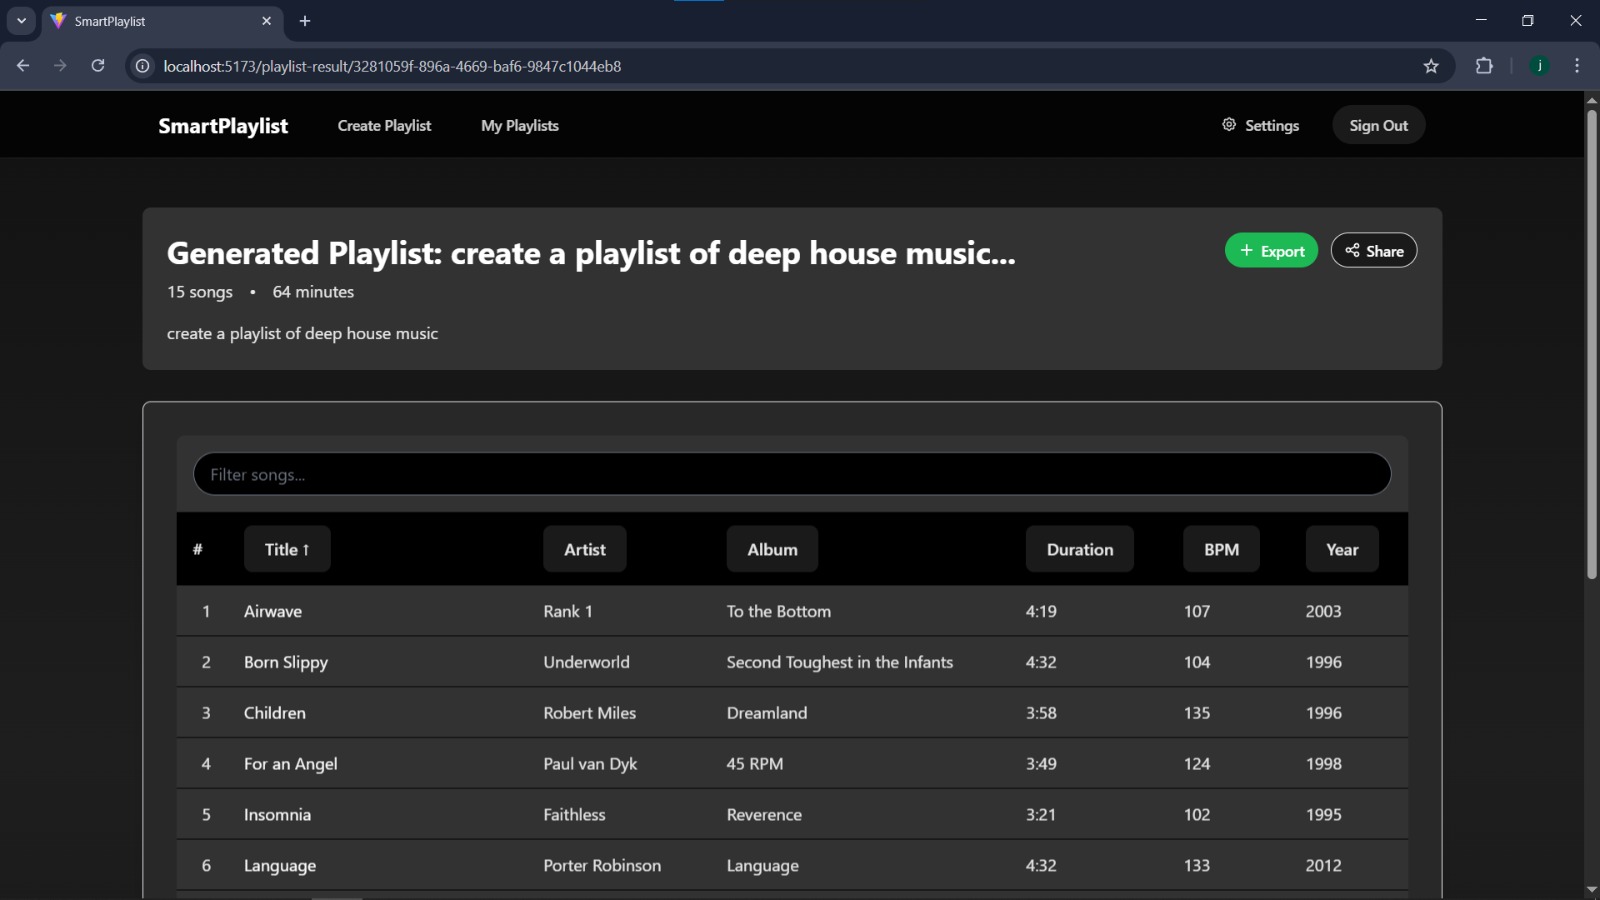 SmartPlaylist
localhost:5173/playlist-result/3281059f-896a-4669-baf6-9847c1044eb8
j
SmartPlaylist Create Playlist My Playlists Settings Sign Out
Generated Playlist: create a playlist of deep house music... + Export Share
15 songs • 64 minutes
create a playlist of deep house music
Filter songs...
# Title ↑ Artist Album Duration BPM Year
1 Airwave Rank 1 To the Bottom 4:19 107 2003
2 Born Slippy Underworld Second Toughest in the Infants 4:32 104 1996
3 Children Robert Miles Dreamland 3:58 135 1996
4 For an Angel Paul van Dyk 45 RPM 3:49 124 1998
5 Insomnia Faithless Reverence 3:21 102 1995
6 Language Porter Robinson Language 4:32 133 2012